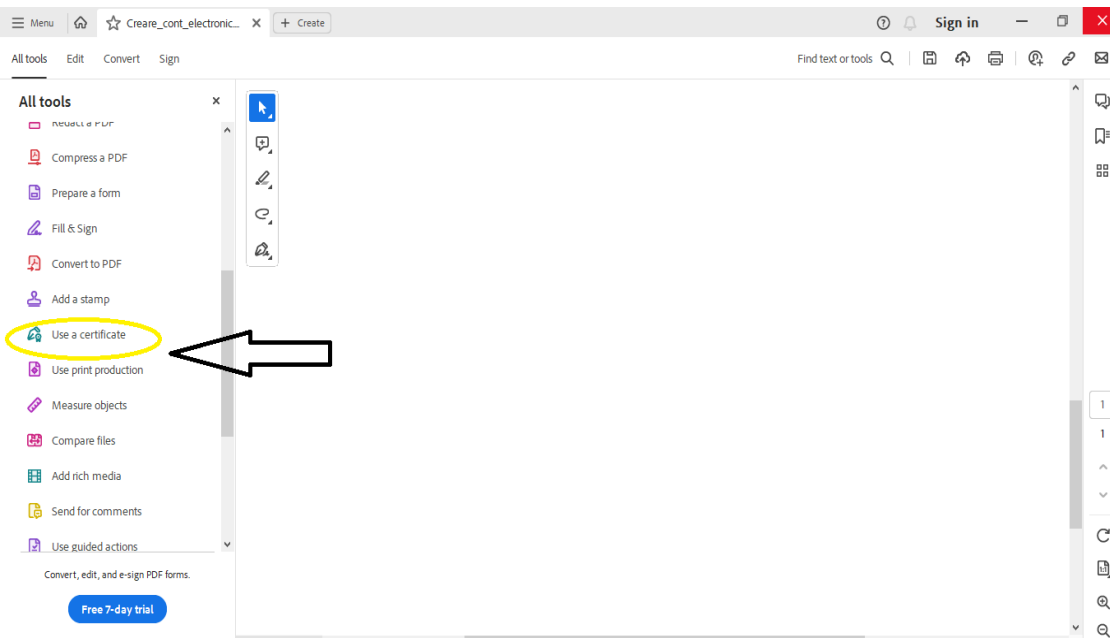 Menu
Creare_cont_electronic...
Create
Sign in
All tools
Edit
Convert
Sign
Find text or tools
All tools
Redact a PDF
Compress a PDF
Prepare a form
Fill & Sign
Convert to PDF
Add a stamp
Use a certificate
Use print production
Measure objects
Compare files
Add rich media
Send for comments
Use guided actions
Convert, edit, and e-sign PDF forms.
Free 7-day trial
1
1